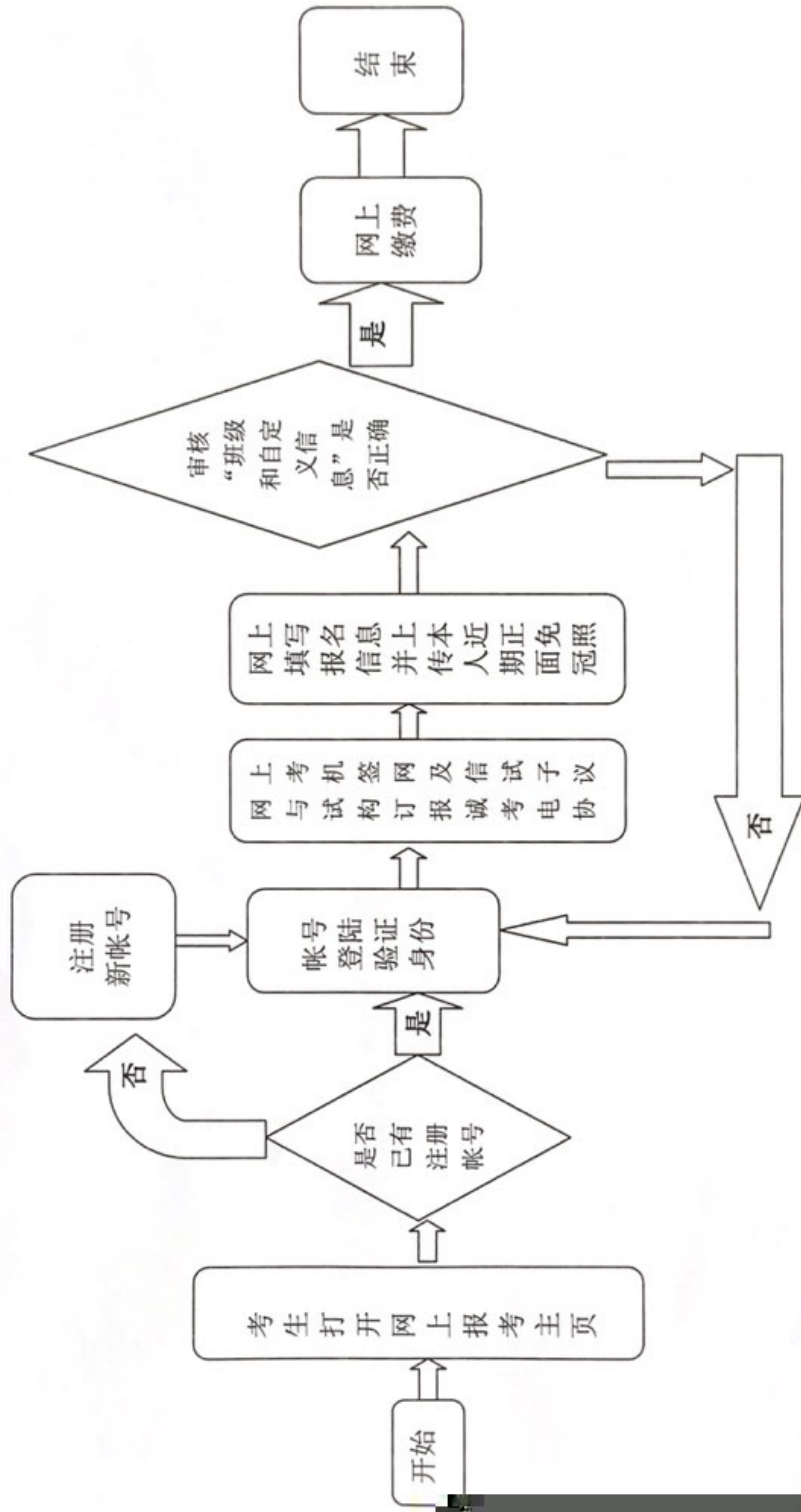 开始
考生打开网上报考主页
是否
已有
注册
帐号
否
是
注册
新帐号
帐号
登陆
验证
身份
网上
与考
试机
构签
订网
报及
诚信
考试
电子
协议
网上
填写
报名
信息
并上
传本
人近
期正
面免
冠照
审核
“班级
和自定
义信
息”是
否正确
是
否
网上
缴费
结
束